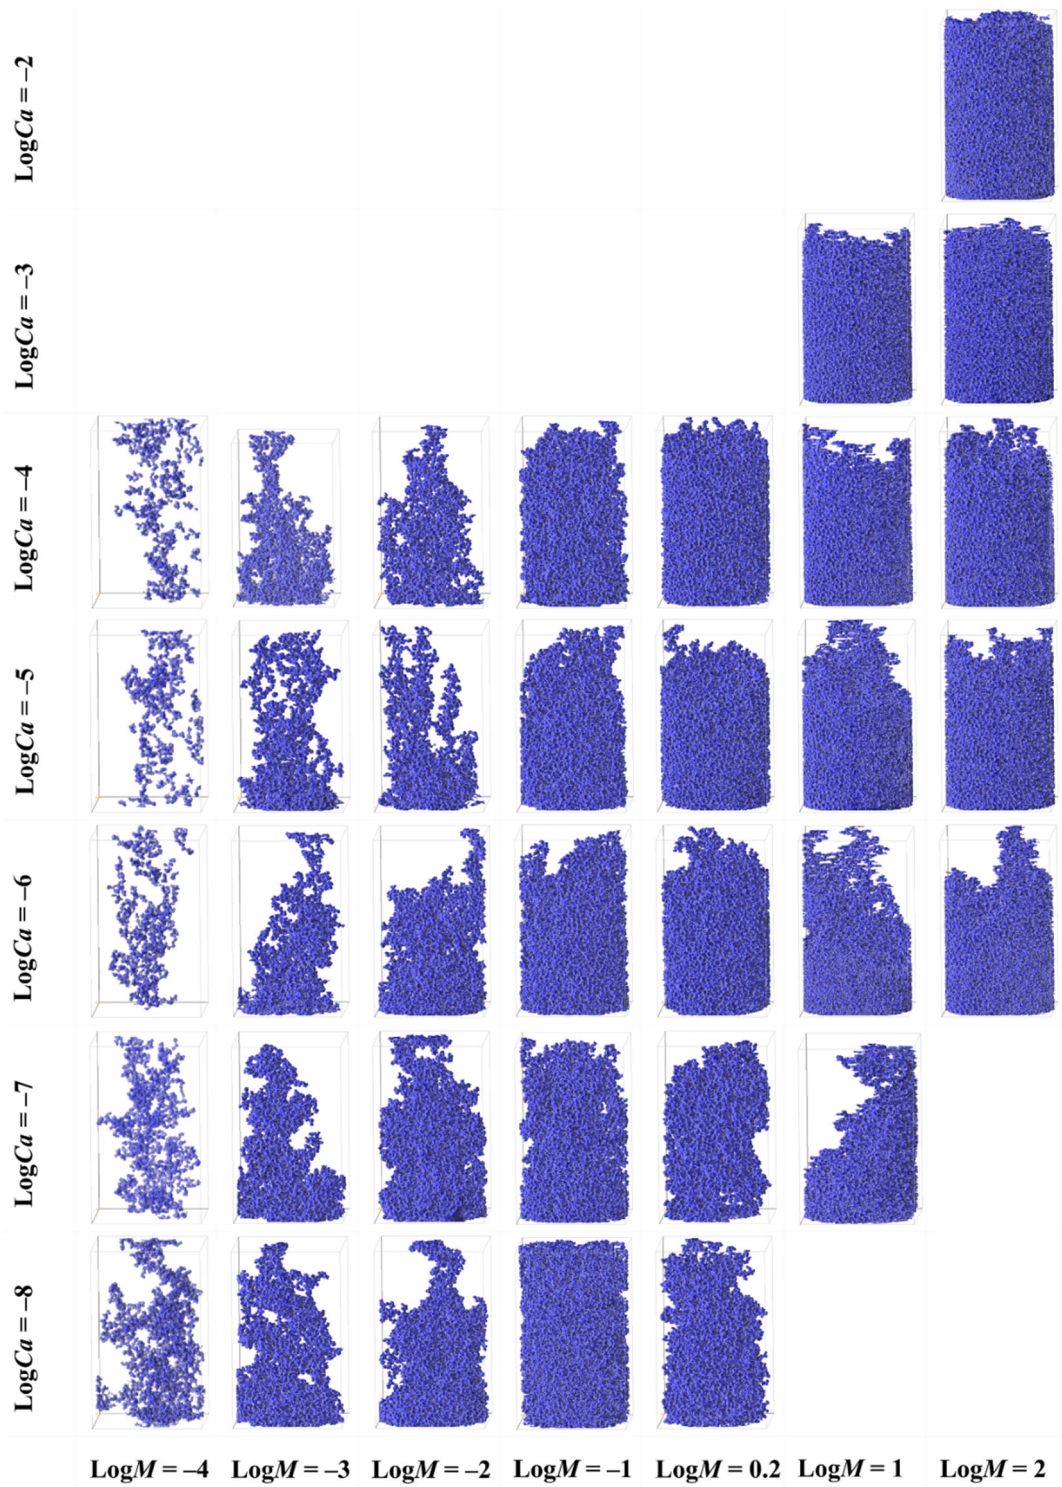 LogCa = –2
LogCa = –3
LogCa = –4
LogCa = –5
LogCa = –6
LogCa = –7
LogCa = –8
LogM = –4
LogM = –3
LogM = –2
LogM = –1
LogM = 0.2
LogM = 1
LogM = 2